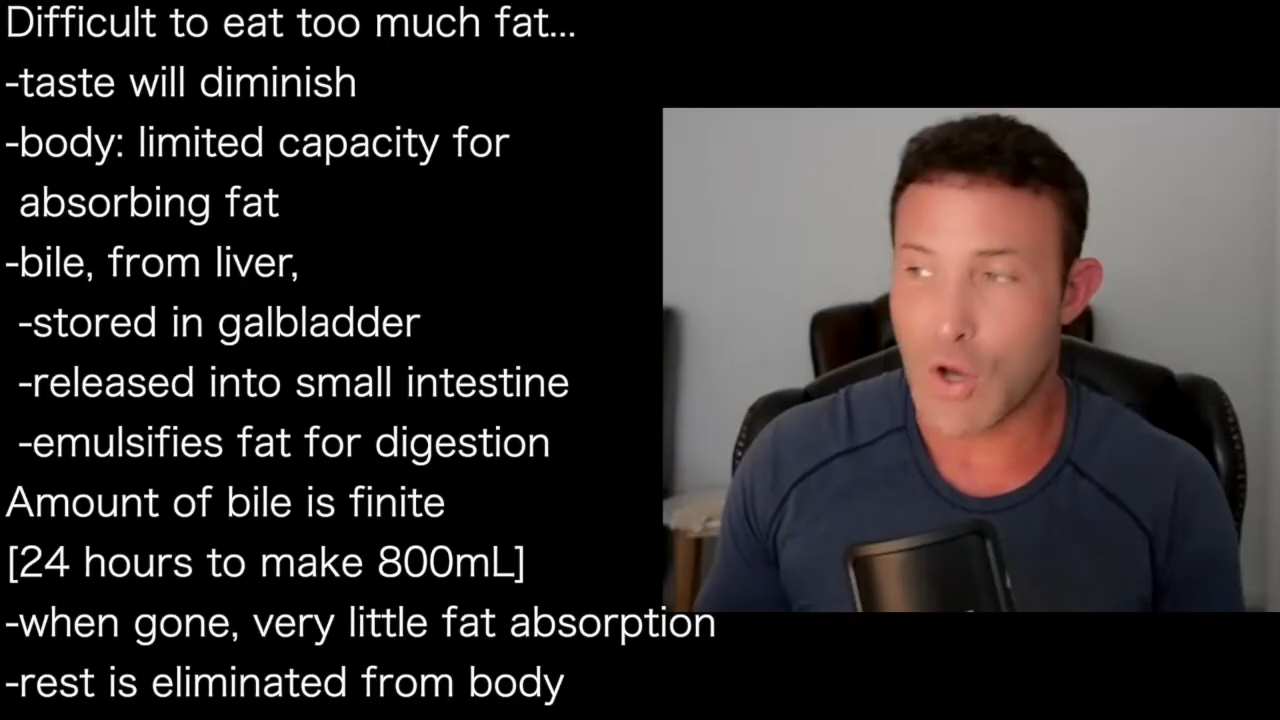 Difficult to eat too much fat...
-taste will diminish
-body: limited capacity for
absorbing fat
-bile, from liver,
-stored in galbladder
-released into small intestine
-emulsifies fat for digestion
Amount of bile is finite
[24 hours to make 800mL]
-when gone, very little fat absorption
-rest is eliminated from body